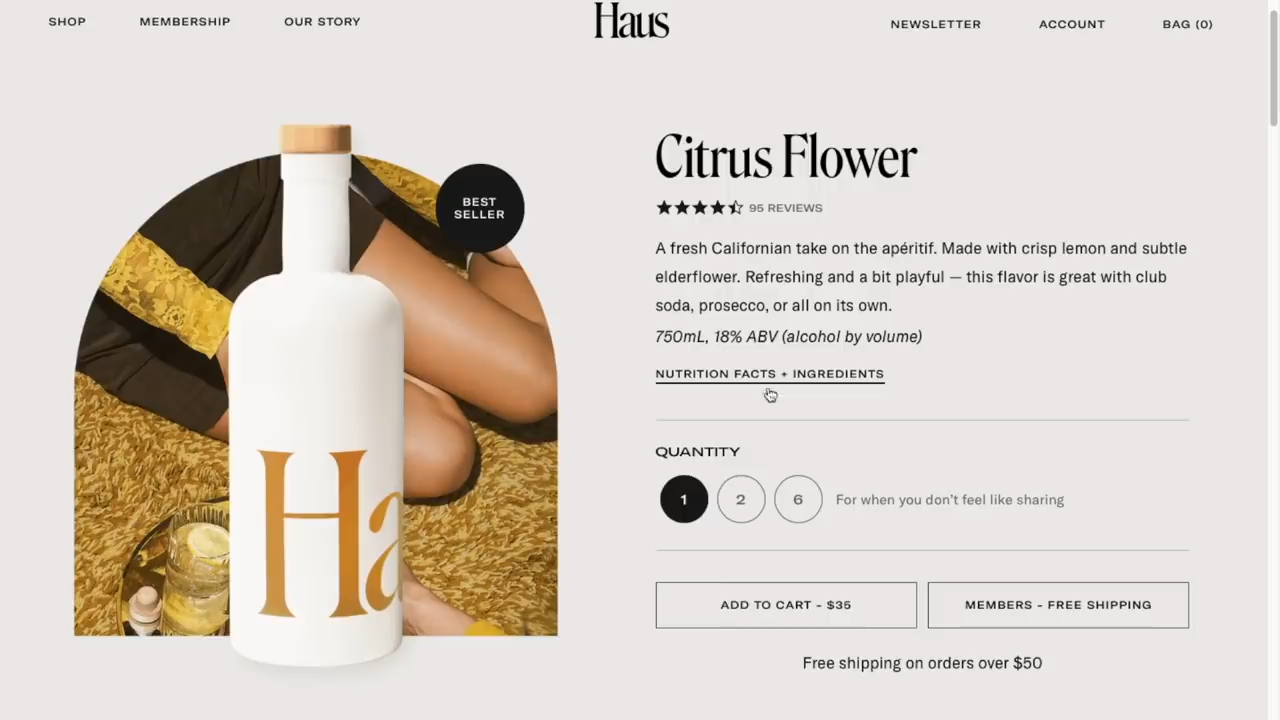 SHOP MEMBERSHIP OUR STORY Haus NEWSLETTER ACCOUNT BAG (0)
BEST
SELLER
Ha
Citrus Flower
95 REVIEWS
A fresh Californian take on the apéritif. Made with crisp lemon and subtle
elderflower. Refreshing and a bit playful — this flavor is great with club
soda, prosecco, or all on its own.
750mL, 18% ABV (alcohol by volume)
NUTRITION FACTS + INGREDIENTS
QUANTITY
1 2 6 For when you don't feel like sharing
ADD TO CART - $35 MEMBERS - FREE SHIPPING
Free shipping on orders over $50